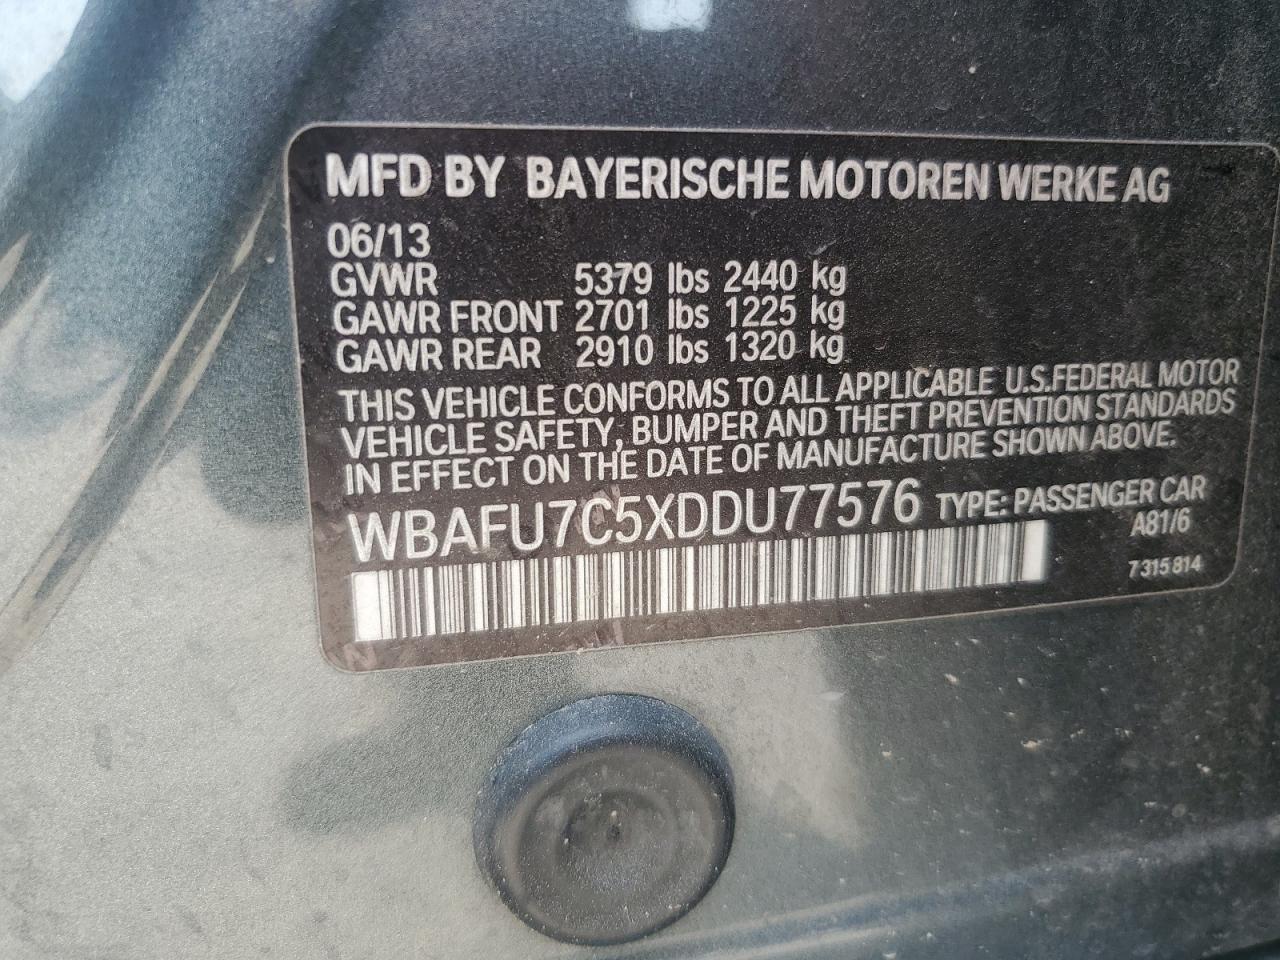 MFD BY BAYERISCHE MOTOREN WERKE AG
06/13
GVWR 5379 lbs 2440 kg
GAWR FRONT 2701 lbs 1225 kg
GAWR REAR 2910 lbs 1320 kg
THIS VEHICLE CONFORMS TO ALL APPLICABLE U.S.FEDERAL MOTOR
VEHICLE SAFETY, BUMPER AND THEFT PREVENTION STANDARDS
IN EFFECT ON THE DATE OF MANUFACTURE SHOWN ABOVE.
WBAFU7C5XDDU77576 TYPE: PASSENGER CAR
A81/6
7 315 814